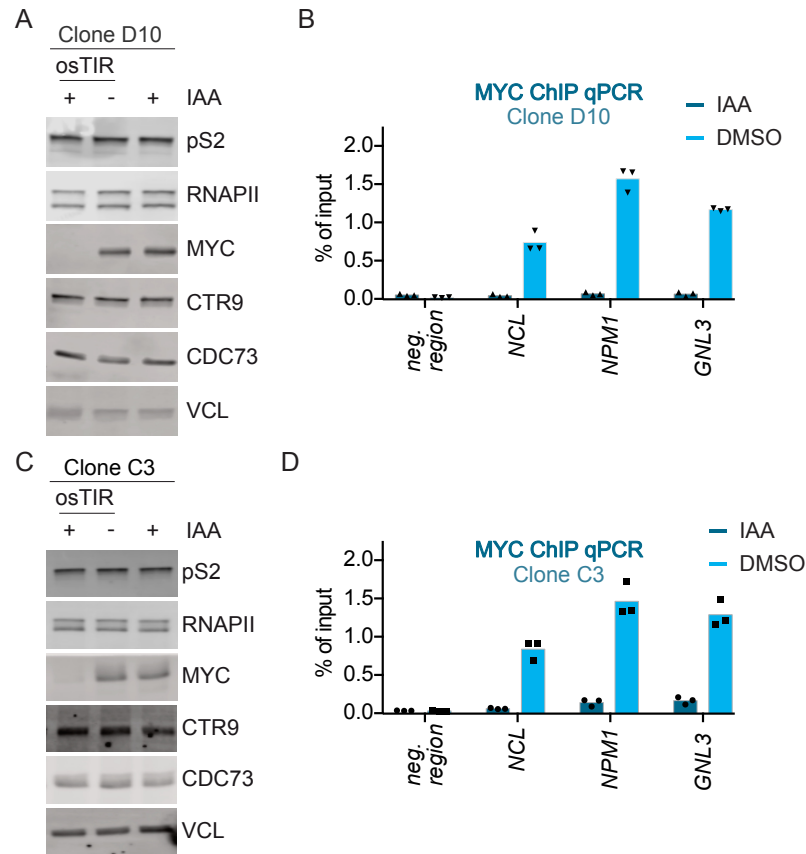 A
Clone D10
osTIR
+ - + IAA
pS2
RNAPII
MYC
CTR9
CDC73
VCL
B
MYC ChIP qPCR
Clone D10
IAA
DMSO
% of input
2.0
1.5
1.0
0.5
0.0
neg. region
NCL
NPM1
GNL3
C
Clone C3
osTIR
+ - + IAA
pS2
RNAPII
MYC
CTR9
CDC73
VCL
D
MYC ChIP qPCR
Clone C3
IAA
DMSO
% of input
2.0
1.5
1.0
0.5
0.0
neg. region
NCL
NPM1
GNL3